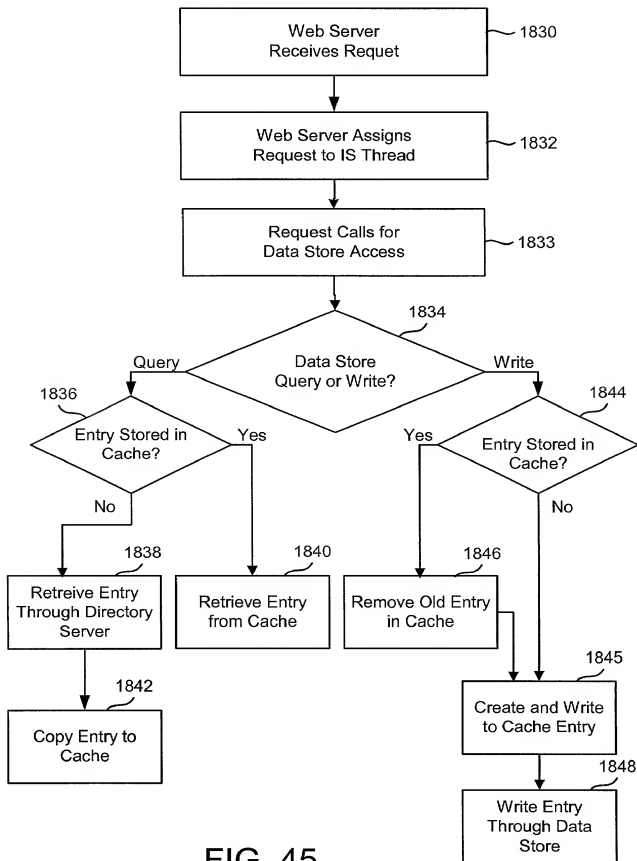 Web Server
Receives Requet
1830
Web Server Assigns
Request to IS Thread
1832
Request Calls for
Data Store Access
1833
1834
Data Store
Query or Write?
Query
Write
1836
Entry Stored in
Cache?
Yes
No
1844
Entry Stored in
Cache?
Yes
No
1838
Retreive Entry
Through Directory
Server
1840
Retrieve Entry
from Cache
1846
Remove Old Entry
in Cache
1842
Copy Entry to
Cache
1845
Create and Write
to Cache Entry
1848
Write Entry
Through Data
Store
FIG. 45